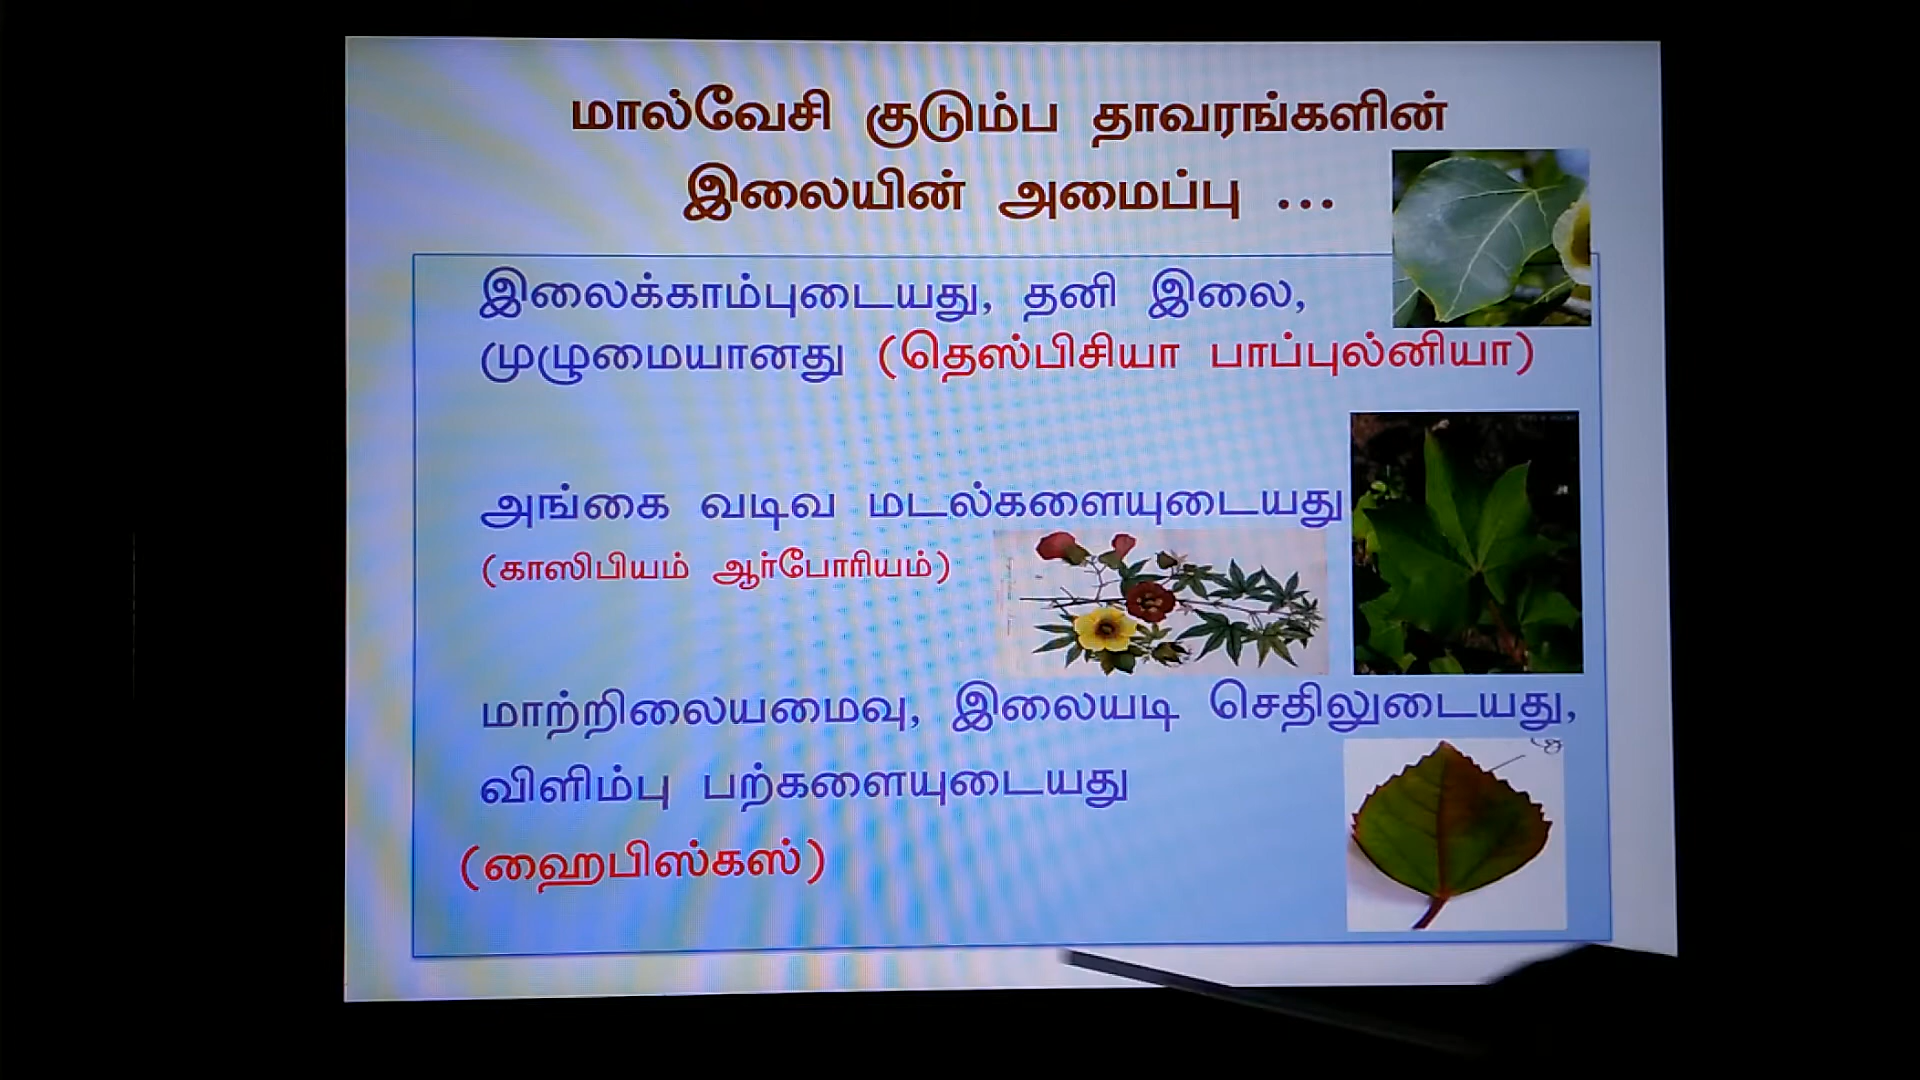 மால்வேசி குடும்ப தாவரங்களின்
இலையின் அமைப்பு ...
இலைக்காம்புடையது, தனி இலை,
முழுமையானது (தெஸ்பிசியா பாப்புல்னியா)
அங்கை வடிவ மடல்களையுடையது
(காஸிபியம் ஆர்போரியம்)
மாற்றிலையமைவு, இலையடி செதிலுடையது,
விளிம்பு பற்களையுடையது
(ஹைபிஸ்கஸ்)